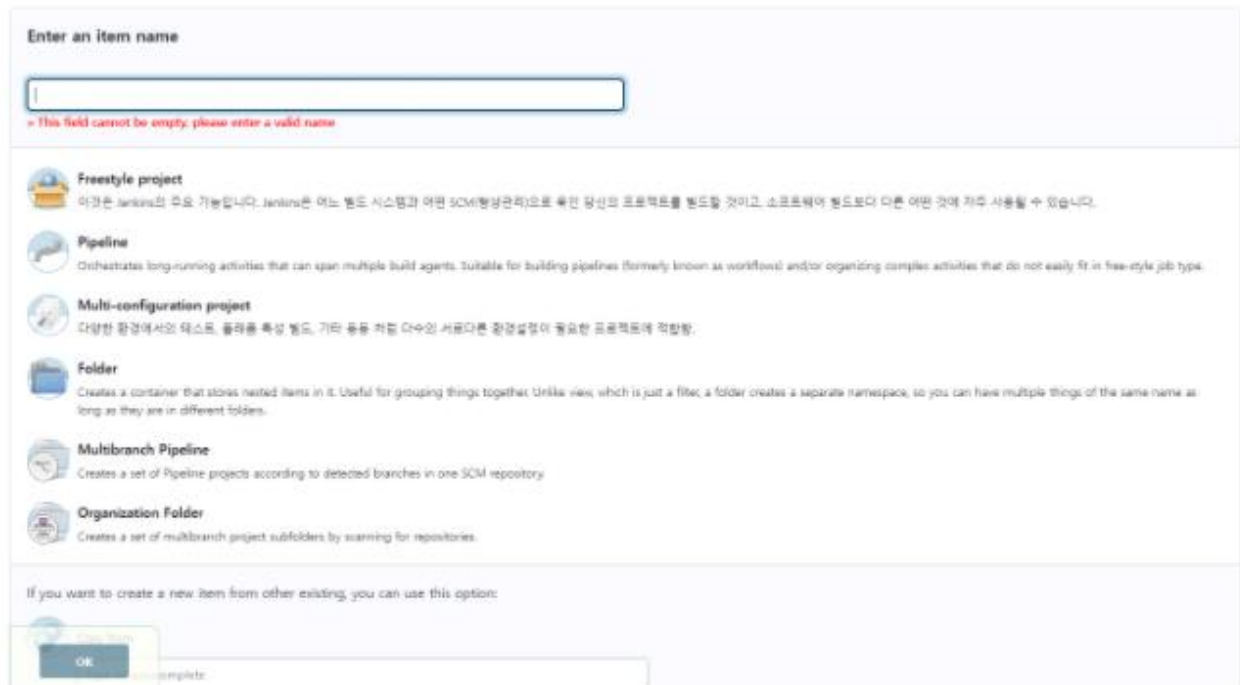 Enter an item name
» This field cannot be empty, please enter a valid name
Freestyle project
이것은 Jenkins의 주요 기능입니다. Jenkins은 어느 빌드 시스템과 어떤 SCM(형상관리)으로 묶인 당신의 프로젝트를 빌드할 것이고, 소프트웨어 빌드보다 다른 어떤 것에 자주 사용될 수 있습니다.
Pipeline
Orchestrates long-running activities that can span multiple build agents. Suitable for building pipelines (formerly known as workflows) and/or organizing complex activities that do not easily fit in free-style job type.
Multi-configuration project
다양한 환경에서의 테스트, 플래폼 특성 빌드, 기타 등등 처럼 다수의 서로다른 환경설정이 필요한 프로젝트에 적합함.
Folder
Creates a container that stores nested items in it. Useful for grouping things together. Unlike view, which is just a filter, a folder creates a separate namespace, so you can have multiple things of the same name as
long as they are in different folders.
Multibranch Pipeline
Creates a set of Pipeline projects according to detected branches in one SCM repository.
Organization Folder
Creates a set of multibranch project subfolders by scanning for repositories.
If you want to create a new item from other existing, you can use this option:
Copy from
OK
complete